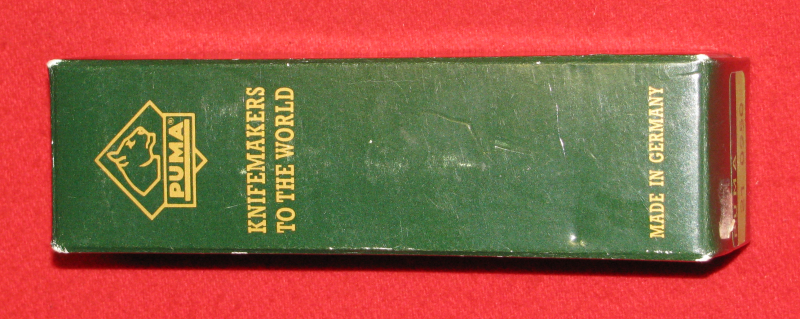 PUMA®
KNIFEMAKERS
TO THE WORLD
MADE IN GERMANY